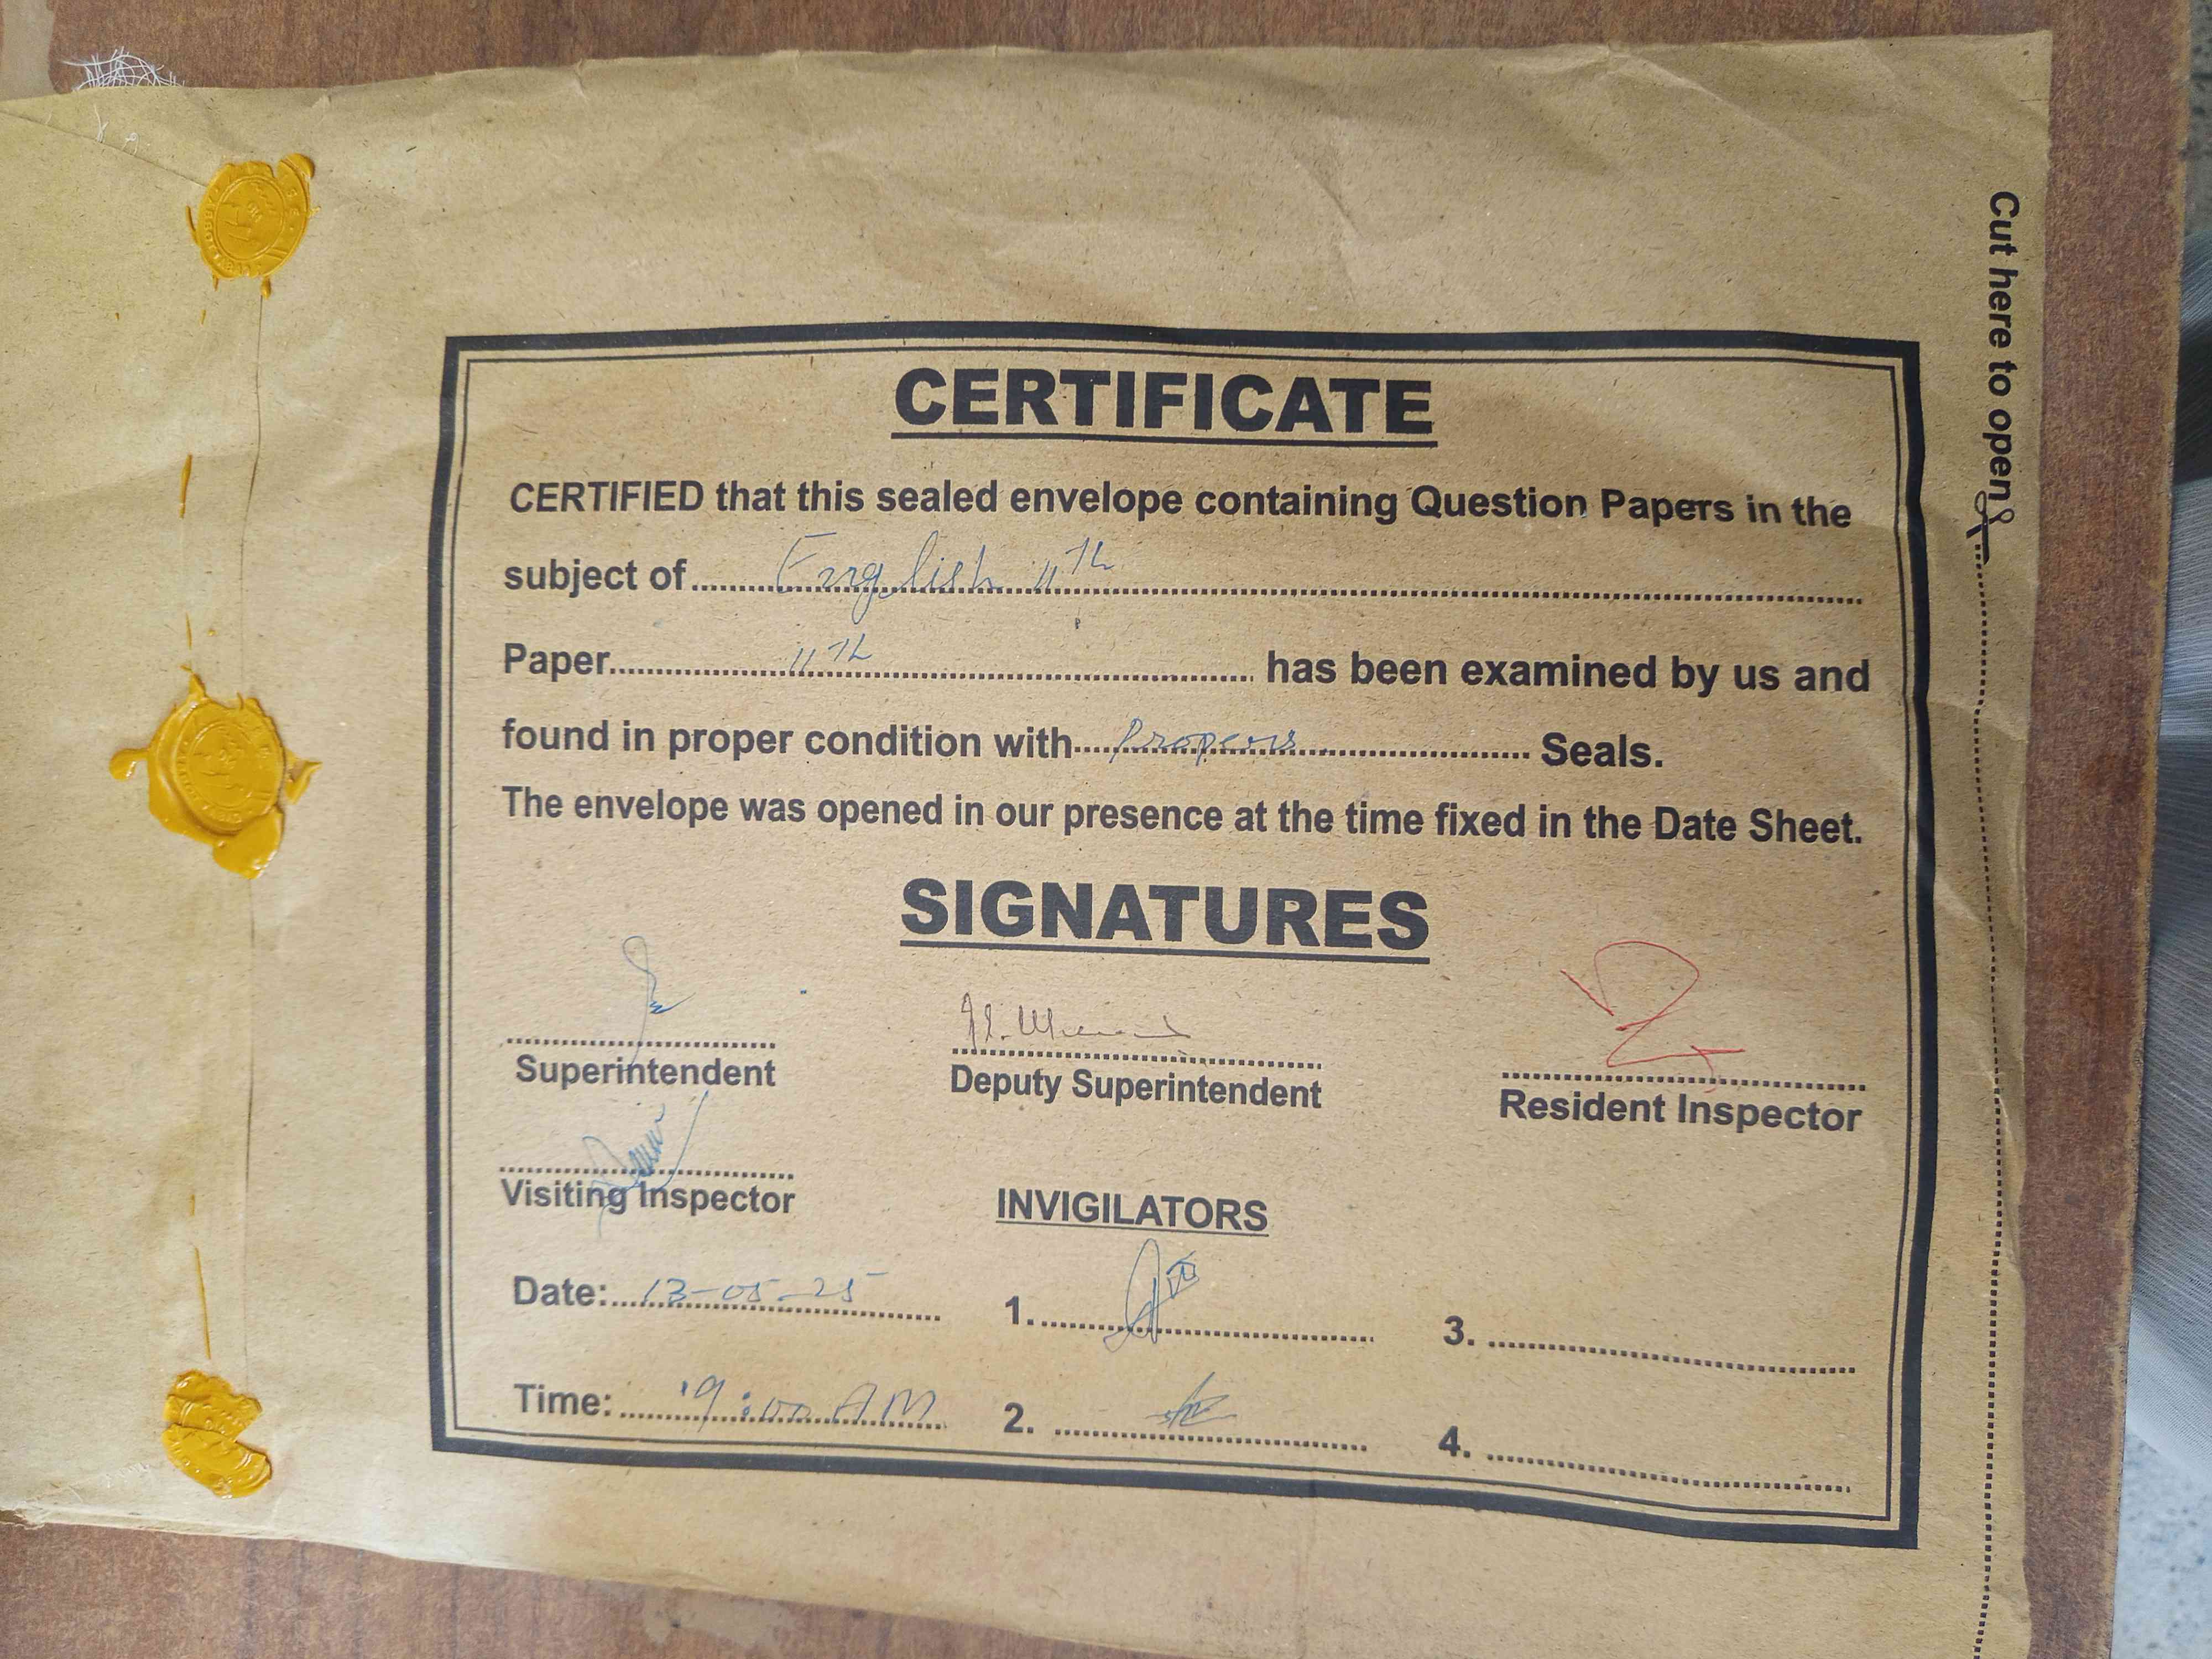 CERTIFICATE
CERTIFIED that this sealed envelope containing Question Papers in the
subject of........English 11th........
Paper........11th........ has been examined by us and
found in proper condition with....Propers........ Seals.
The envelope was opened in our presence at the time fixed in the Date Sheet.
SIGNATURES
Superintendent Deputy Superintendent Resident Inspector
Visiting Inspector INVIGILATORS
Date:..13-05-25...... 1............ 3............
Time:....9:00 AM 2............ 4............
Cut here to open